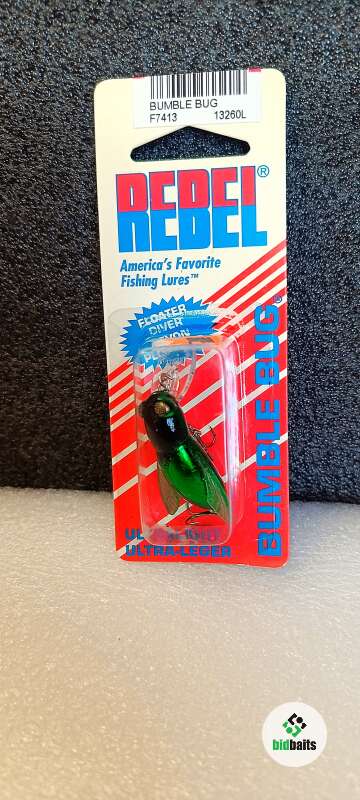 BUMBLE BUG
F7413 13260L
REBEL®
America's Favorite
Fishing Lures™
FLOATER
DIVER
BUMBLE BUG®
ULTRA-LEGER
bidbaits